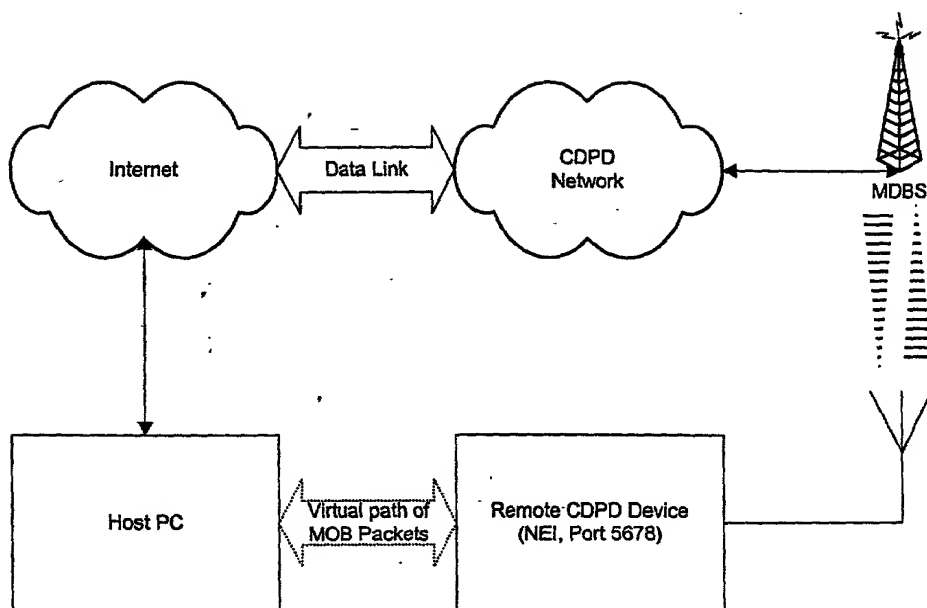 Internet
Data Link
CDPD
Network
MDBS
Host PC
Virtual path of
MOB Packets
Remote CDPD Device
(NEI, Port 5678)